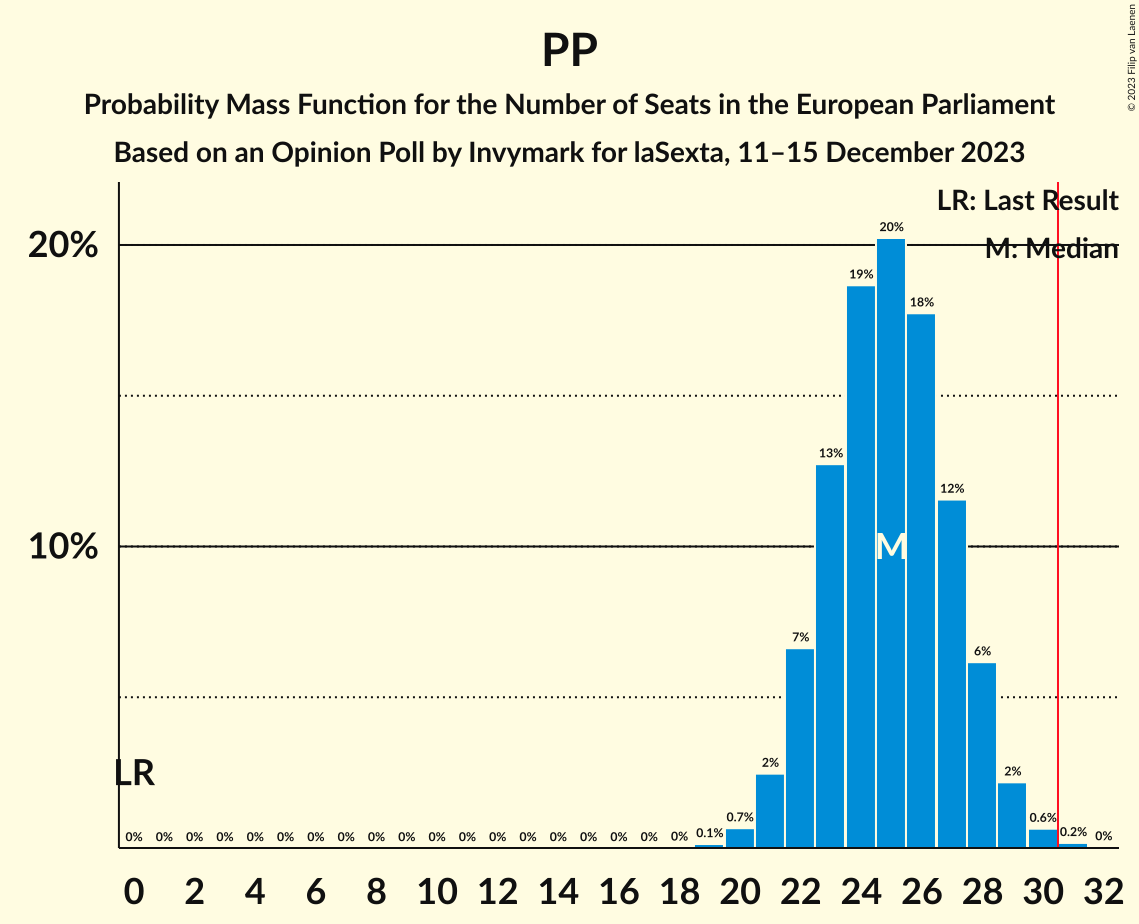 PP
Probability Mass Function for the Number of Seats in the European Parliament
Based on an Opinion Poll by Invymark for laSexta, 11–15 December 2023
© 2023 Filip van Laenen
LR: Last Result
M: Median
20%
10%
20%
19%
18%
13%
12%
M
7%
6%
LR
2%
2%
0% 0% 0% 0% 0% 0% 0% 0% 0% 0% 0% 0% 0% 0% 0% 0% 0% 0% 0% 0.1% 0.7% 0.6% 0.2% 0%
0 2 4 6 8 10 12 14 16 18 20 22 24 26 28 30 32